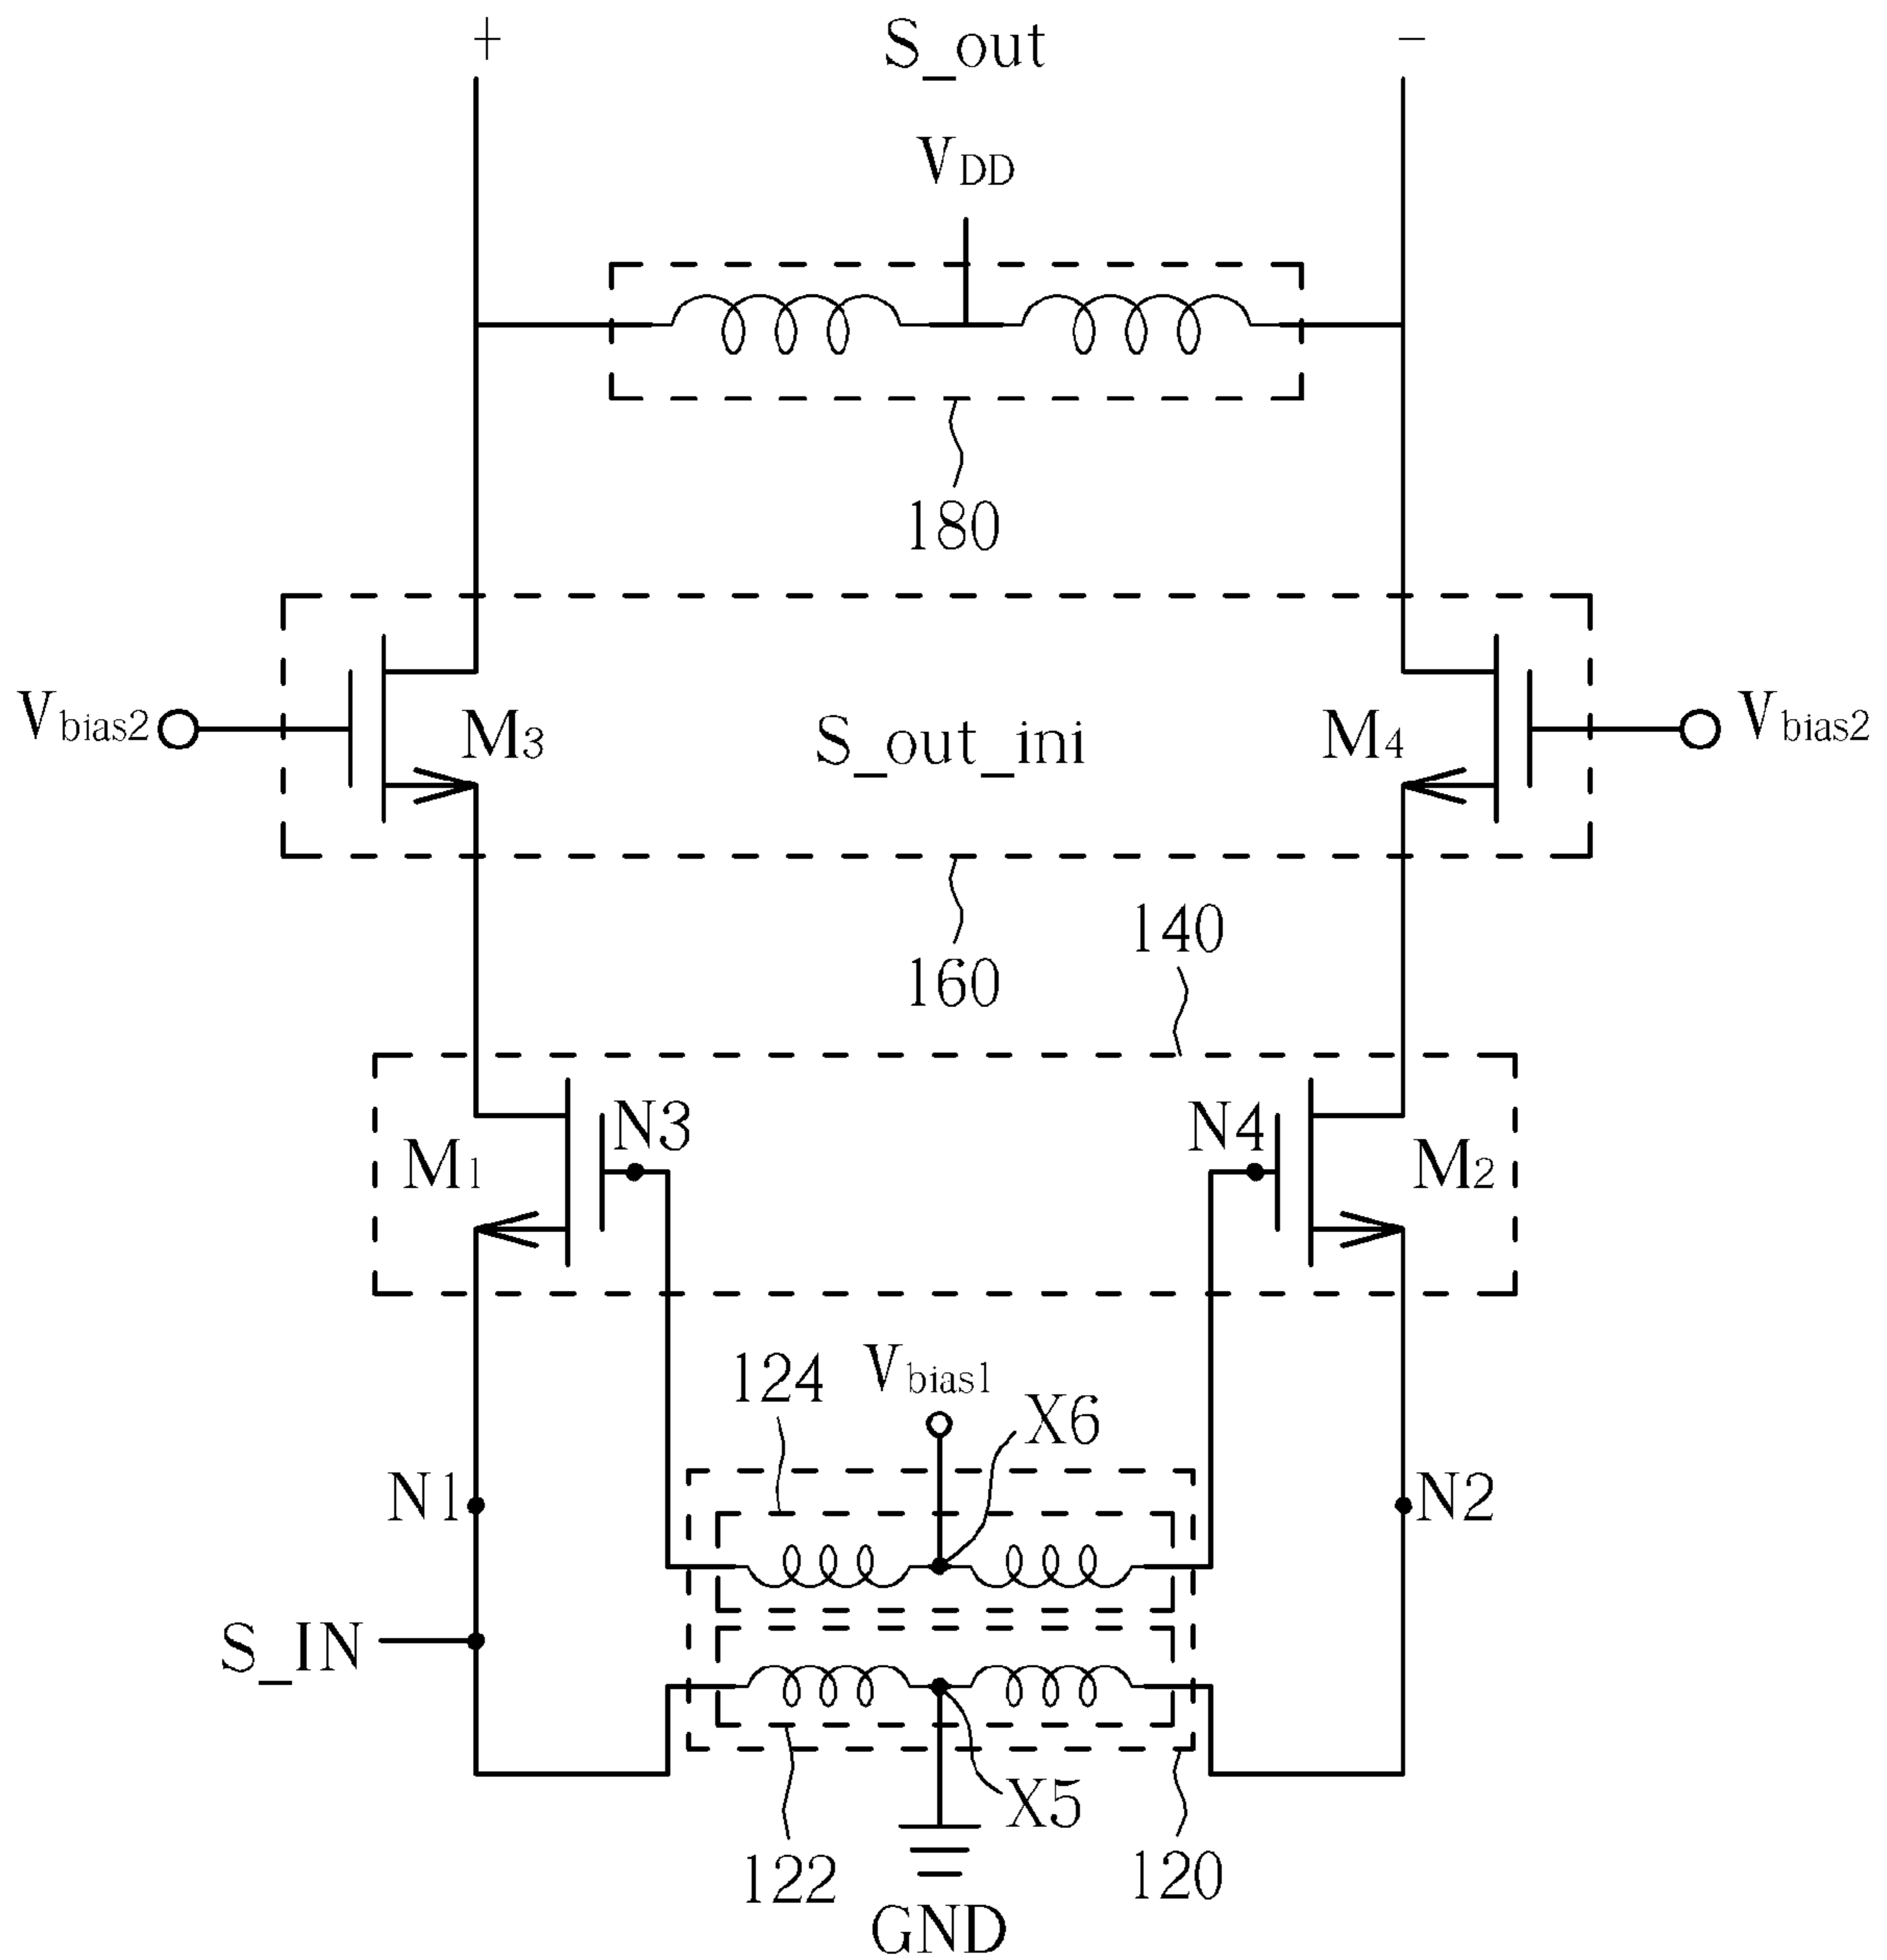 + S_out −
VDD
180
Vbias2 M3 S_out_ini M4 Vbias2
140
160
N3 N4
M1 M2
124 Vbias1 X6
N1 N2
S_IN
X5
122 120
GND